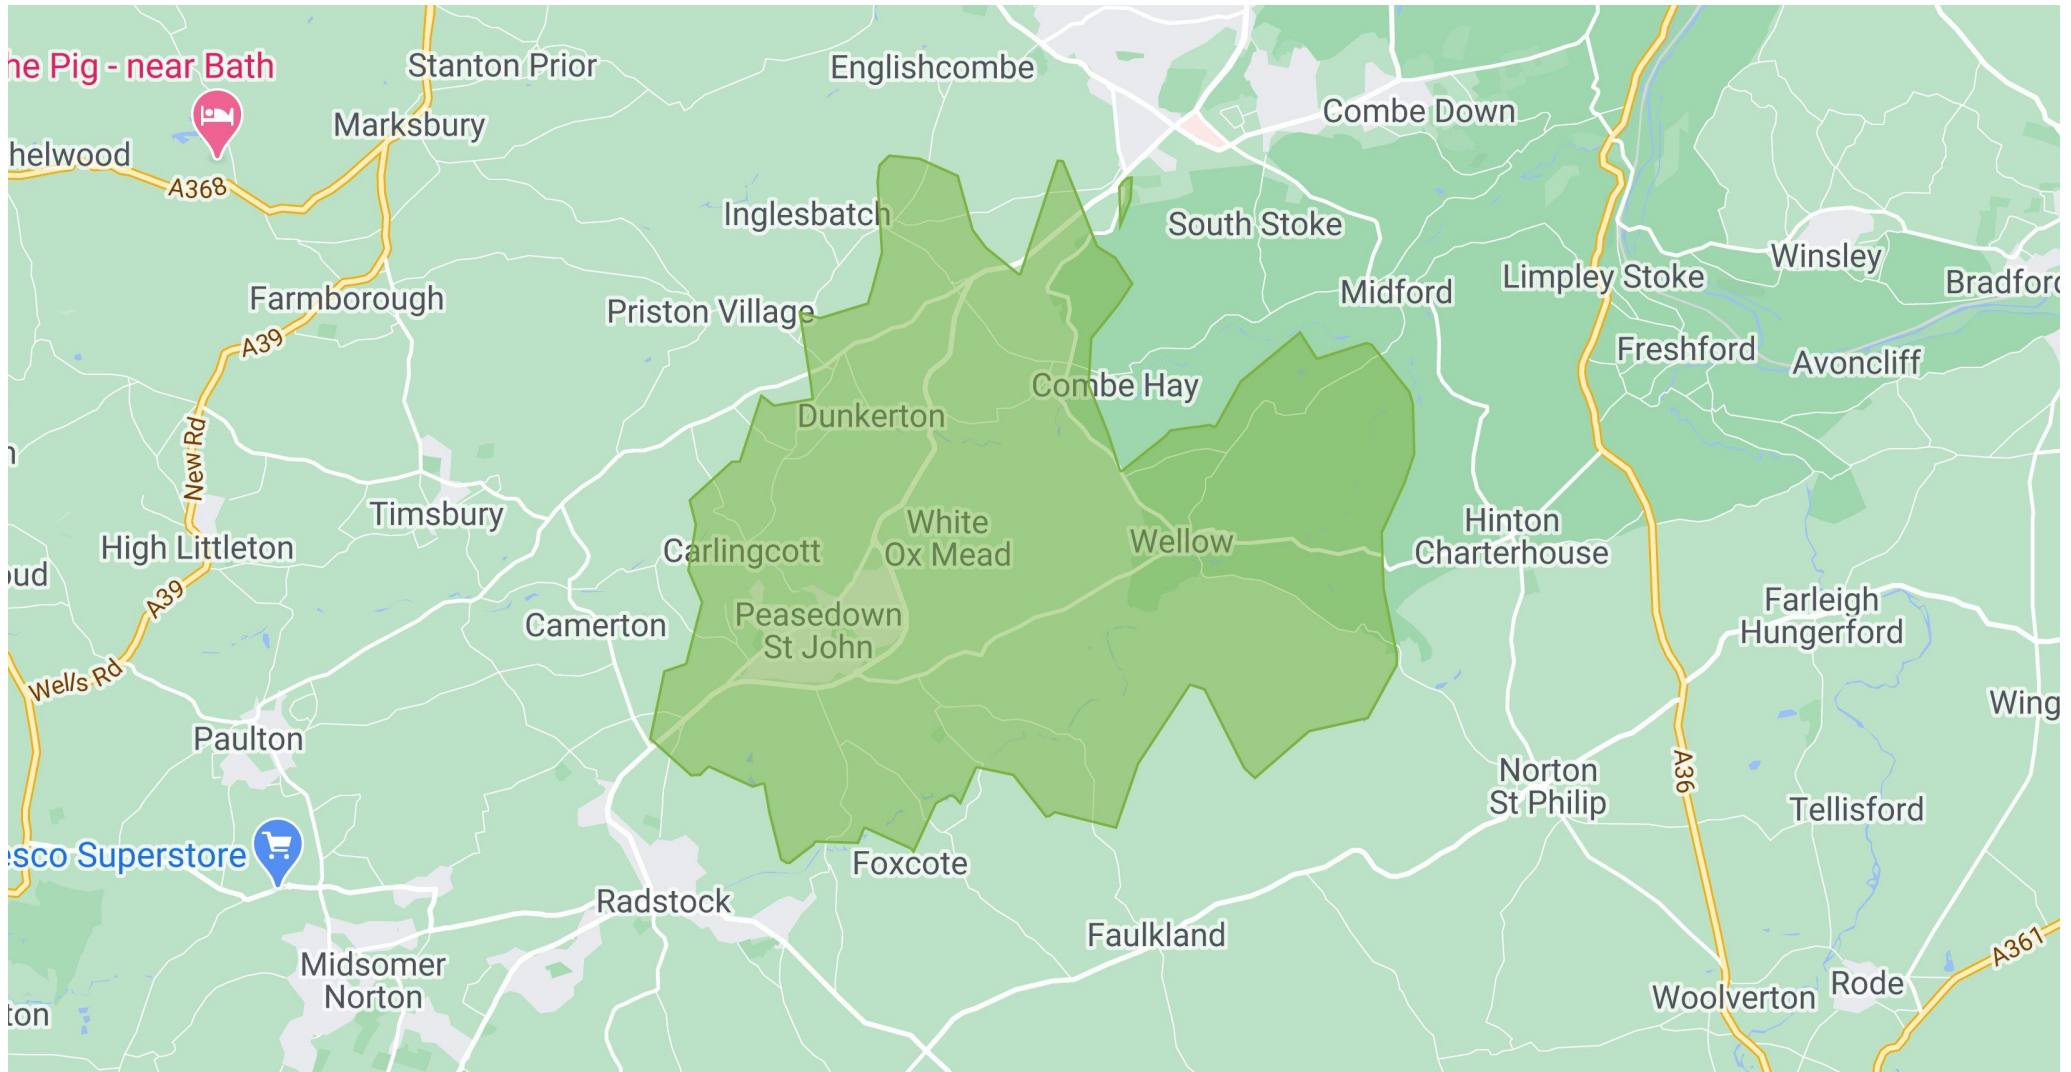 he Pig - near Bath
Stanton Prior
Englishcombe
Marksbury
Combe Down
helwood
A368
Inglesbatch
South Stoke
Winsley
Limpley Stoke
Bradford
Midford
Farmborough
Priston Village
A39
Freshford
Avoncliff
Combe Hay
Dunkerton
New Rd
Timsbury
White
Ox Mead
Hinton
Charterhouse
Wellow
High Littleton
Carlingcott
oud
A39
Peasedown
St John
Camerton
Farleigh
Hungerford
Wells Rd
Wing
Paulton
A36
Norton
St Philip
Tellisford
esco Superstore
Foxcote
Radstock
Faulkland
A361
Midsomer
Norton
Rode
Woolverton
ton